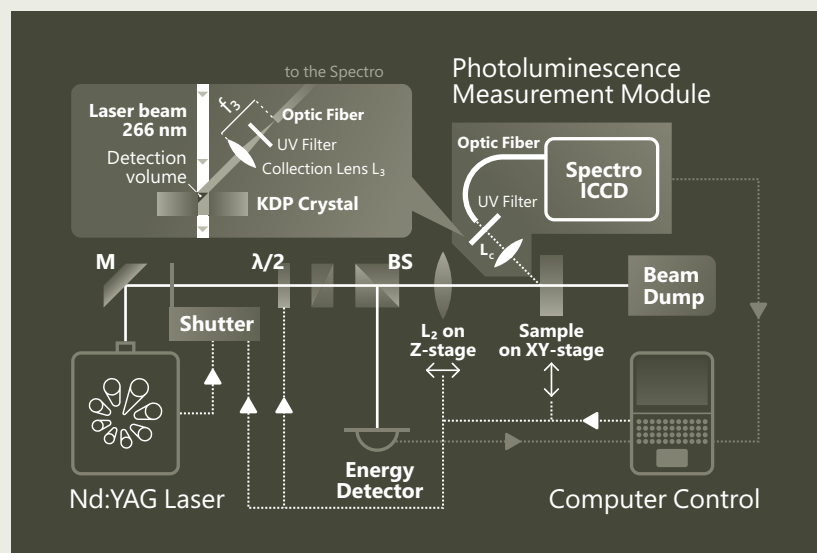 to the Spectro
Laser beam
266 nm
Detection
volume
f₃
Optic Fiber
UV Filter
Collection Lens L₃
KDP Crystal
Photoluminescence
Measurement Module
Optic Fiber
Spectro
ICCD
UV Filter
Lc
M
λ/2
BS
Beam
Dump
Shutter
L₂ on
Z-stage
Sample
on XY-stage
Energy
Detector
Nd:YAG Laser
Computer Control